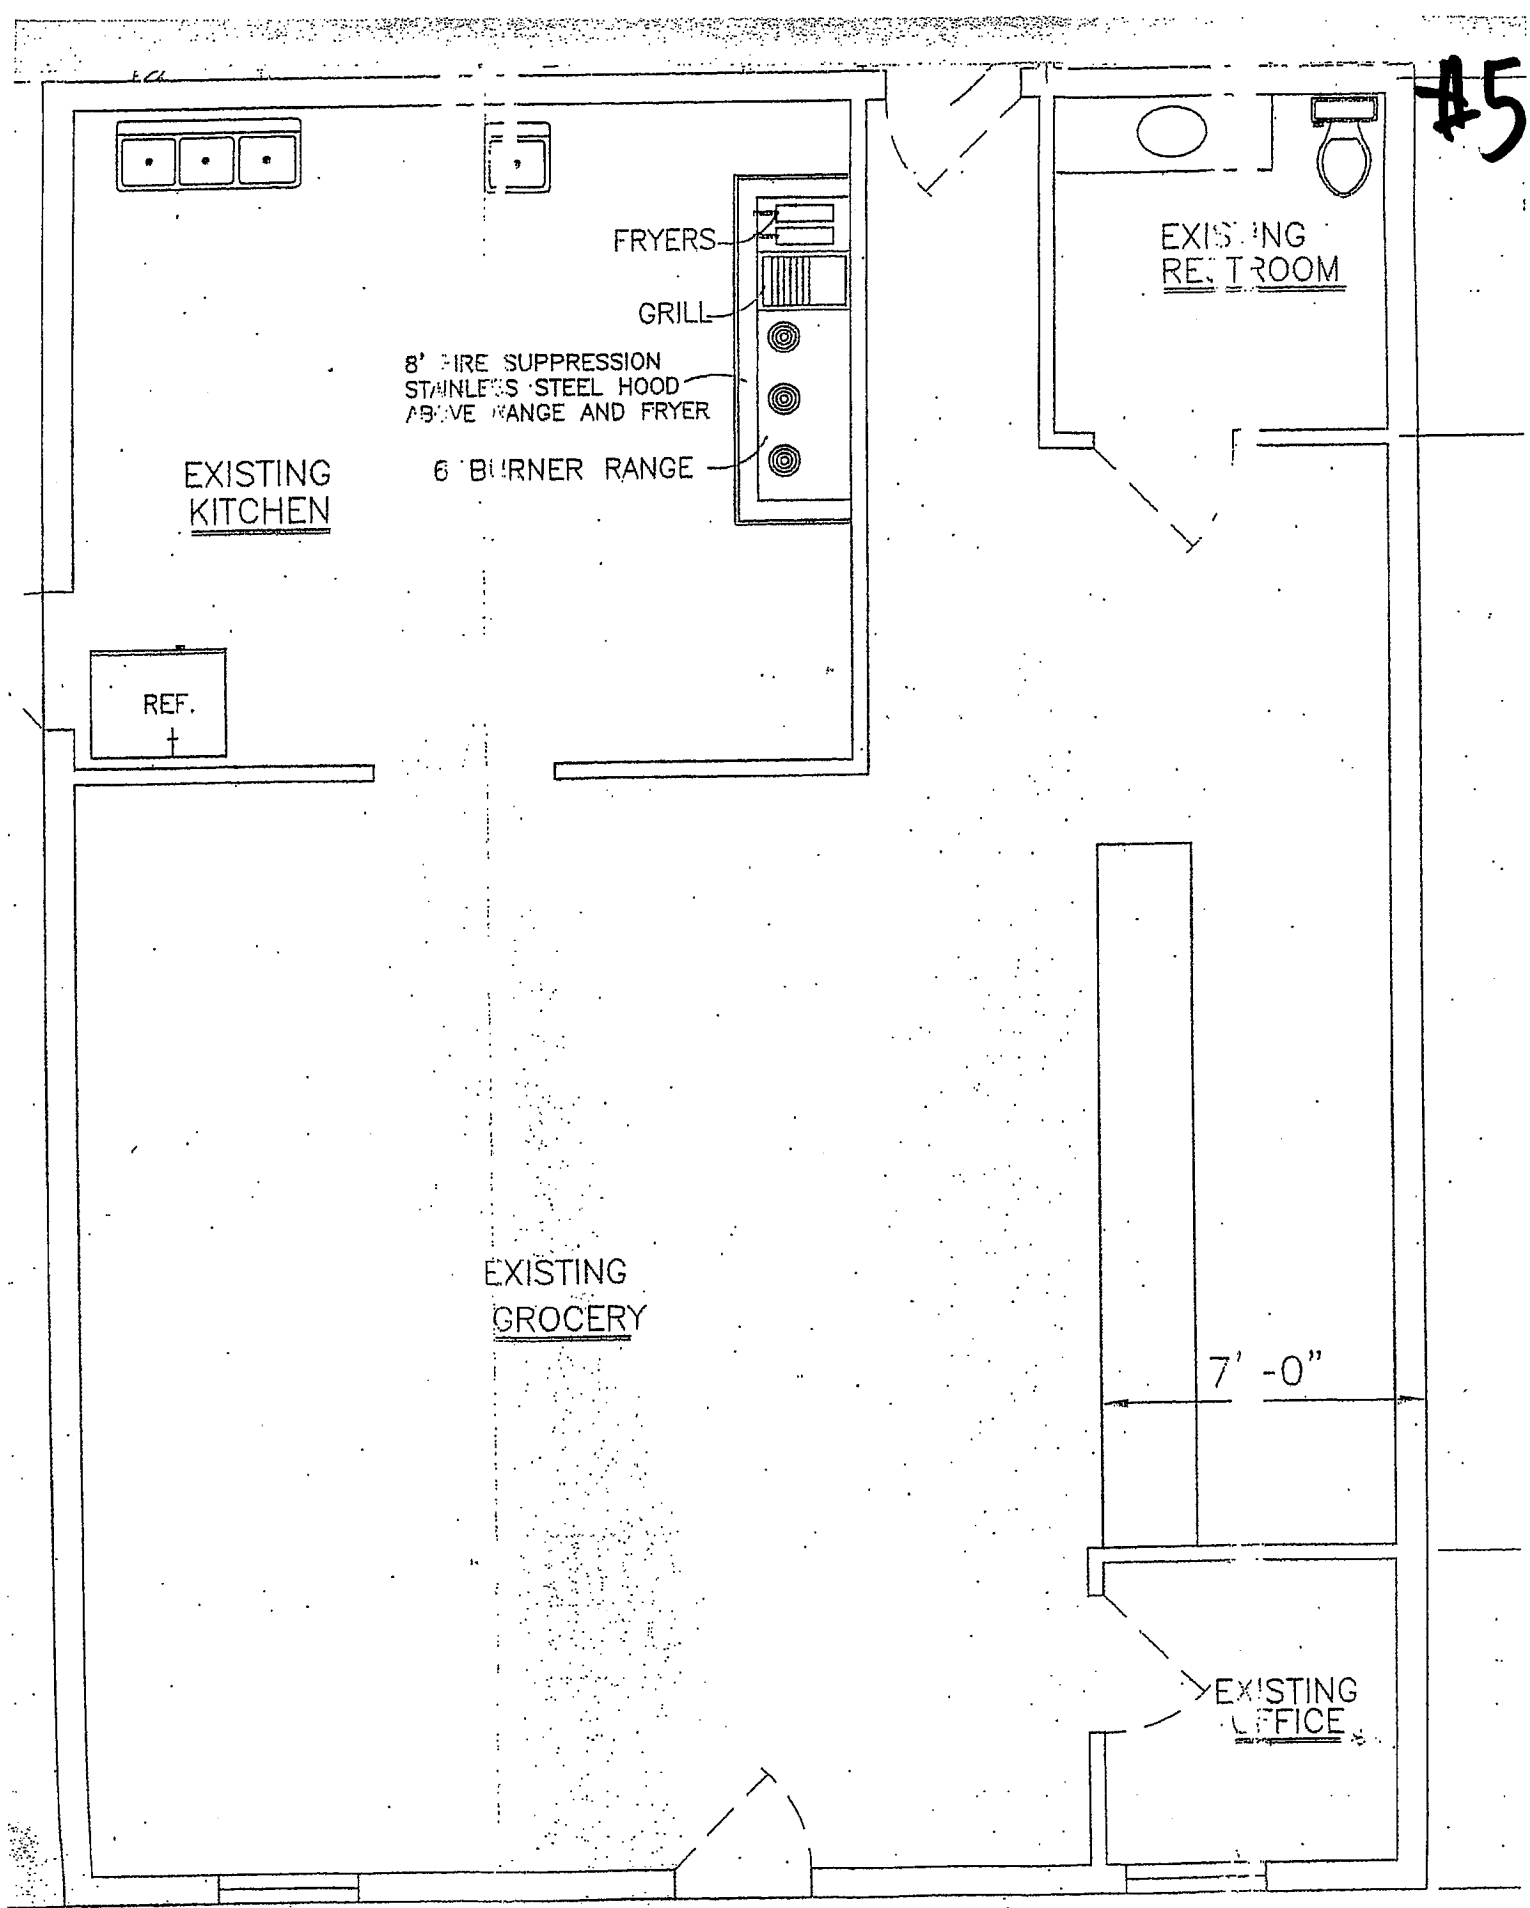 #5
EXISTING
RESTROOM
FRYERS
GRILL
8' FIRE SUPPRESSION
STAINLESS STEEL HOOD
ABOVE RANGE AND FRYER
6 BURNER RANGE
EXISTING
KITCHEN
REF.
EXISTING
GROCERY
7' -0"
EXISTING
OFFICE